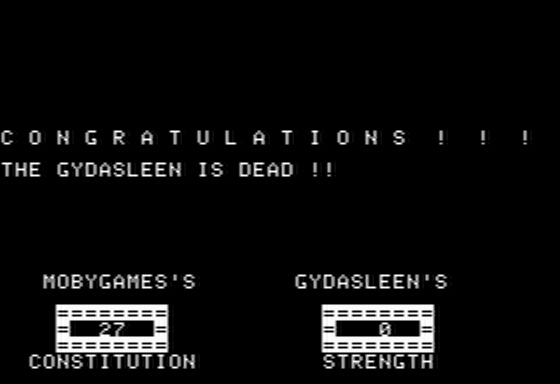 C O N G R A T U L A T I O N S ! ! !
THE GYDASLEEN IS DEAD !!
MOBYGAMES'S GYDASLEEN'S
======= =======
= 27 = = 0 =
======= =======
CONSTITUTION STRENGTH